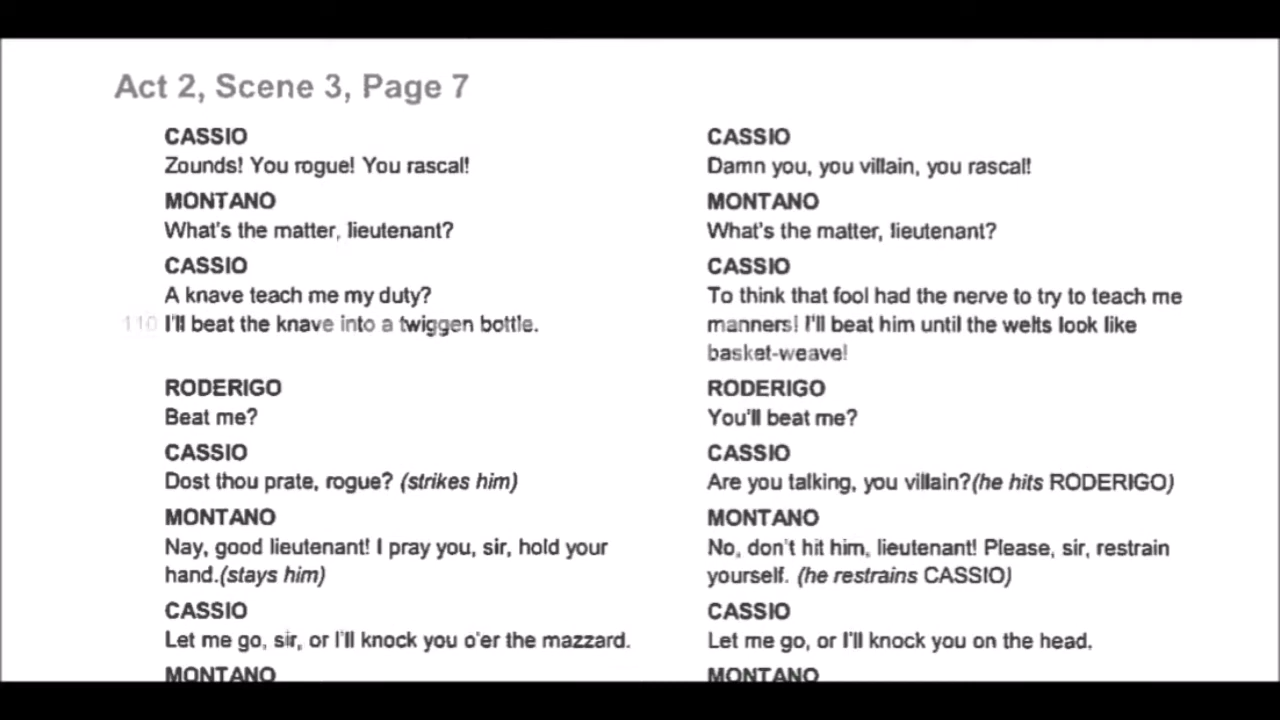 Act 2, Scene 3, Page 7
CASSIO
Zounds! You rogue! You rascal!
MONTANO
What's the matter, lieutenant?
CASSIO
A knave teach me my duty?
110 I'll beat the knave into a twiggen bottle.
RODERIGO
Beat me?
CASSIO
Dost thou prate, rogue? (strikes him)
MONTANO
Nay, good lieutenant! I pray you, sir, hold your
hand.(stays him)
CASSIO
Let me go, sir, or I'll knock you o'er the mazzard.
MONTANO
CASSIO
Damn you, you villain, you rascal!
MONTANO
What's the matter, lieutenant?
CASSIO
To think that fool had the nerve to try to teach me
manners! I'll beat him until the welts look like
basket-weave!
RODERIGO
You'll beat me?
CASSIO
Are you talking, you villain?(he hits RODERIGO)
MONTANO
No, don't hit him, lieutenant! Please, sir, restrain
yourself. (he restrains CASSIO)
CASSIO
Let me go, or I'll knock you on the head.
MONTANO